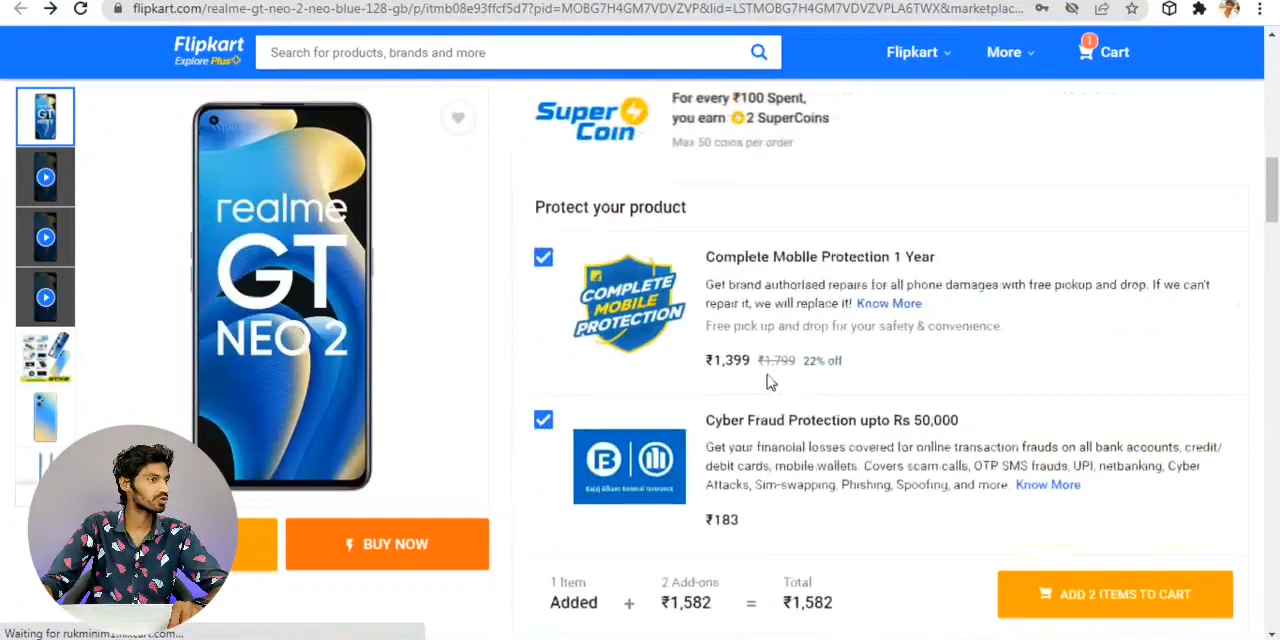 flipkart.com/realme-gt-neo-2-neo-blue-128-gb/p/itmb08e93ffcf5d7?pid=MOBG7H4GM7VDVZVP&lid=LSTMOBG7H4GM7VDVZVPLA6TWX&marketplac...
Flipkart
Explore Plus
Search for products, brands and more
Flipkart
More
1
Cart
GT
NEO 2
realme
GT
NEO 2
BUY NOW
Super Coin
For every ₹100 Spent,
you earn 2 SuperCoins
Max 50 coins per order
Protect your product
COMPLETE
MOBILE
PROTECTION
Complete Mobile Protection 1 Year
Get brand authorised repairs for all phone damages with free pickup and drop. If we can't
repair it, we will replace it! Know More
Free pick up and drop for your safety & convenience.
₹1,399 ₹1,799 22% off
Bajaj Allianz General Insurance
Cyber Fraud Protection upto Rs 50,000
Get your financial losses covered for online transaction frauds on all bank accounts, credit/
debit cards, mobile wallets. Covers scam calls, OTP SMS frauds, UPI, netbanking, Cyber
Attacks, Sim-swapping, Phishing, Spoofing, and more. Know More
₹183
1 Item 2 Add-ons Total
Added + ₹1,582 = ₹1,582
ADD 2 ITEMS TO CART